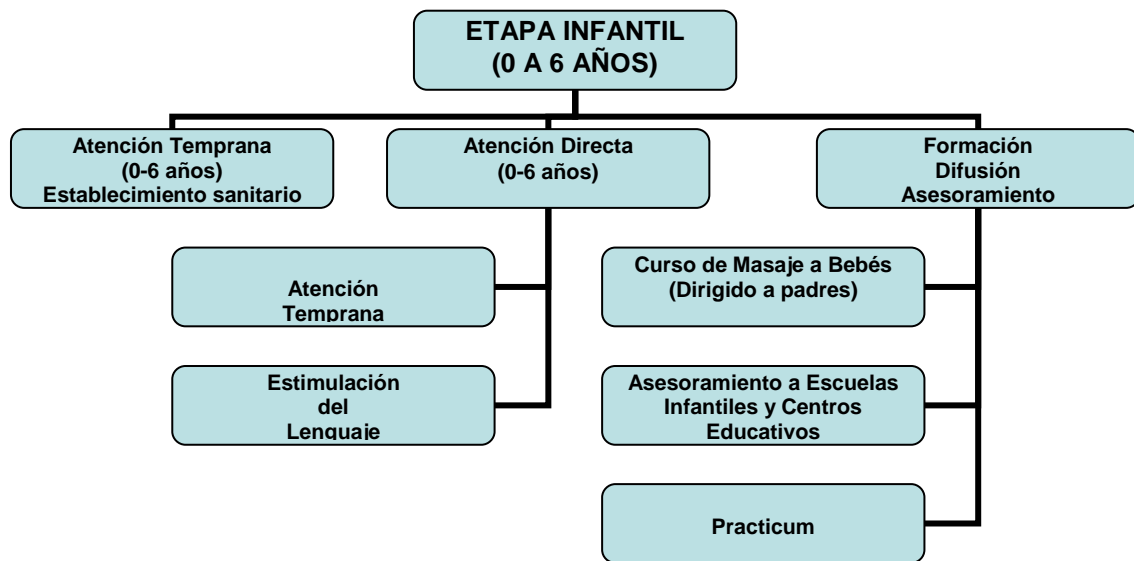 ETAPA INFANTIL
(0 A 6 AÑOS)
Atención Temprana
(0-6 años)
Establecimiento sanitario
Atención Directa
(0-6 años)
Formación
Difusión
Asesoramiento
Atención
Temprana
Estimulación
del
Lenguaje
Curso de Masaje a Bebés
(Dirigido a padres)
Asesoramiento a Escuelas
Infantiles y Centros
Educativos
Practicum